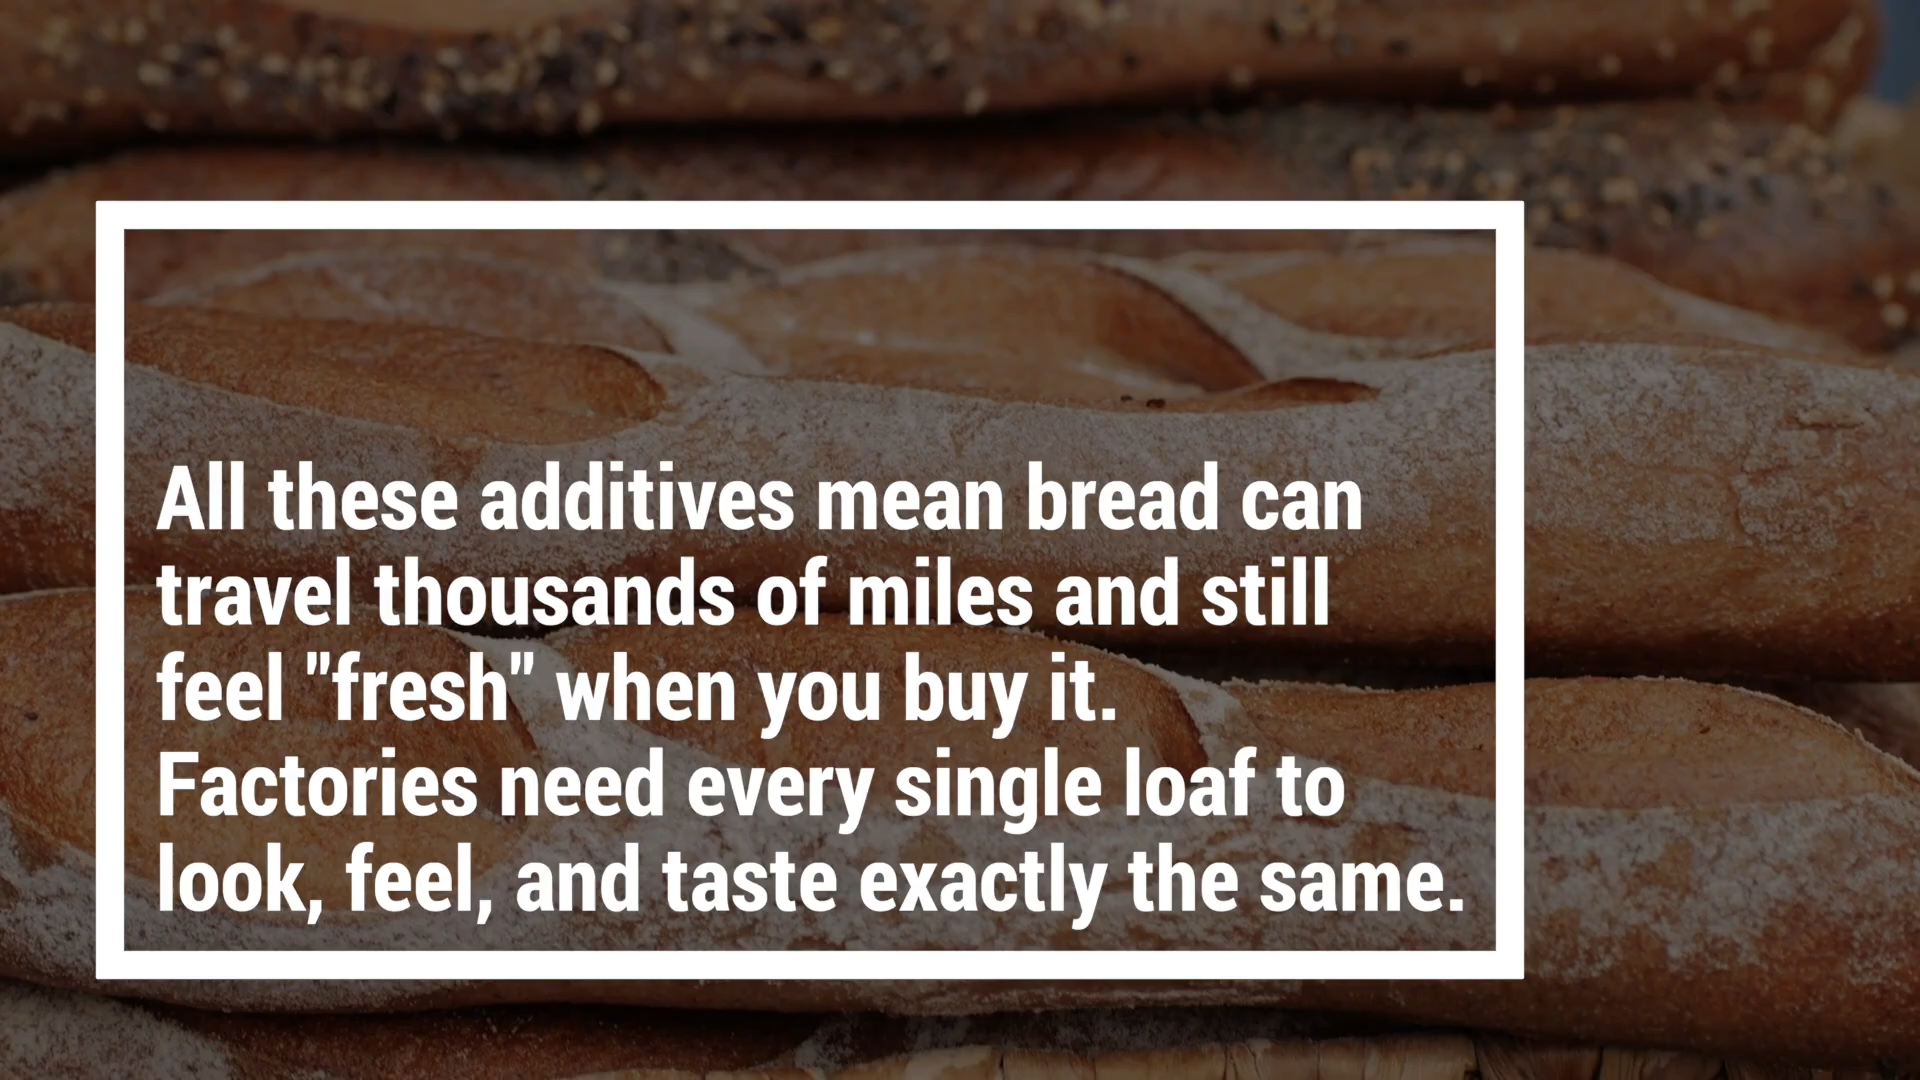 All these additives mean bread can
travel thousands of miles and still
feel "fresh" when you buy it.
Factories need every single loaf to
look, feel, and taste exactly the same.